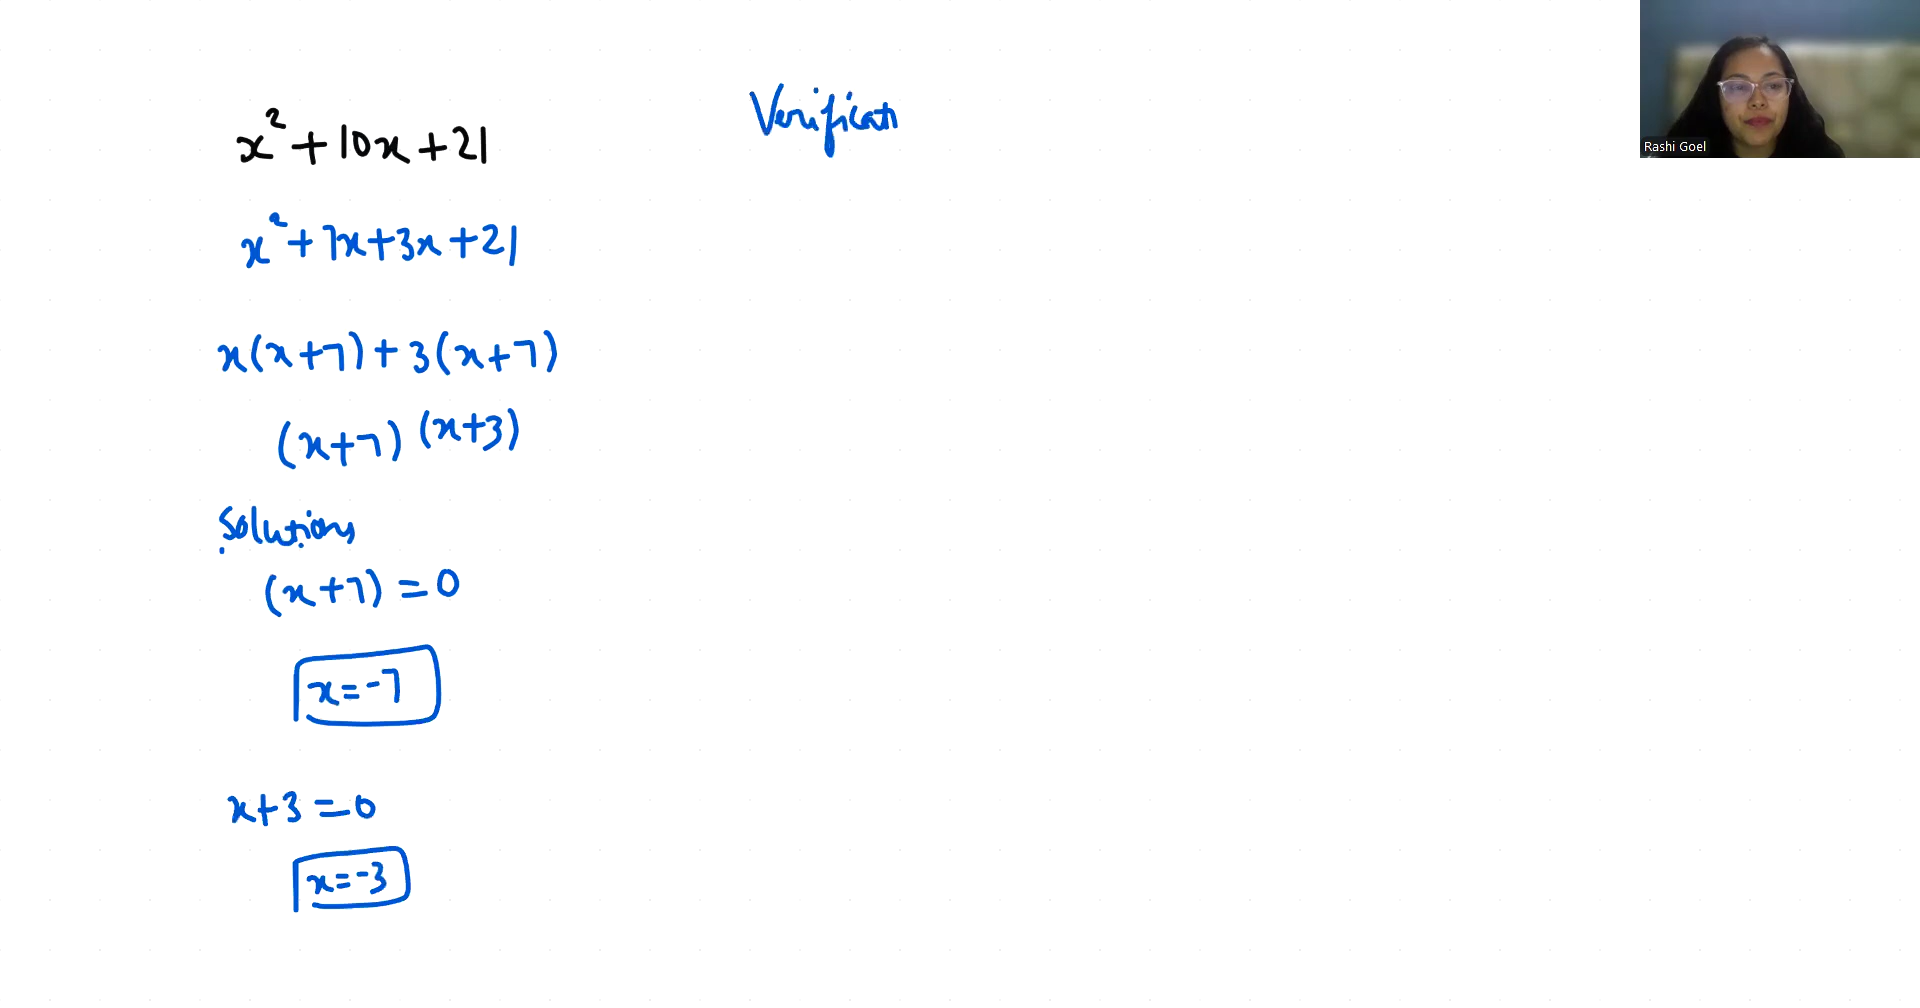 x²+10x+21
x²+7x+3x+21
x(x+7)+3(x+7)
(x+7)(x+3)
Solutions
(x+7)=0
x=-7
x+3=0
x=-3
Verificati
Rashi Goel